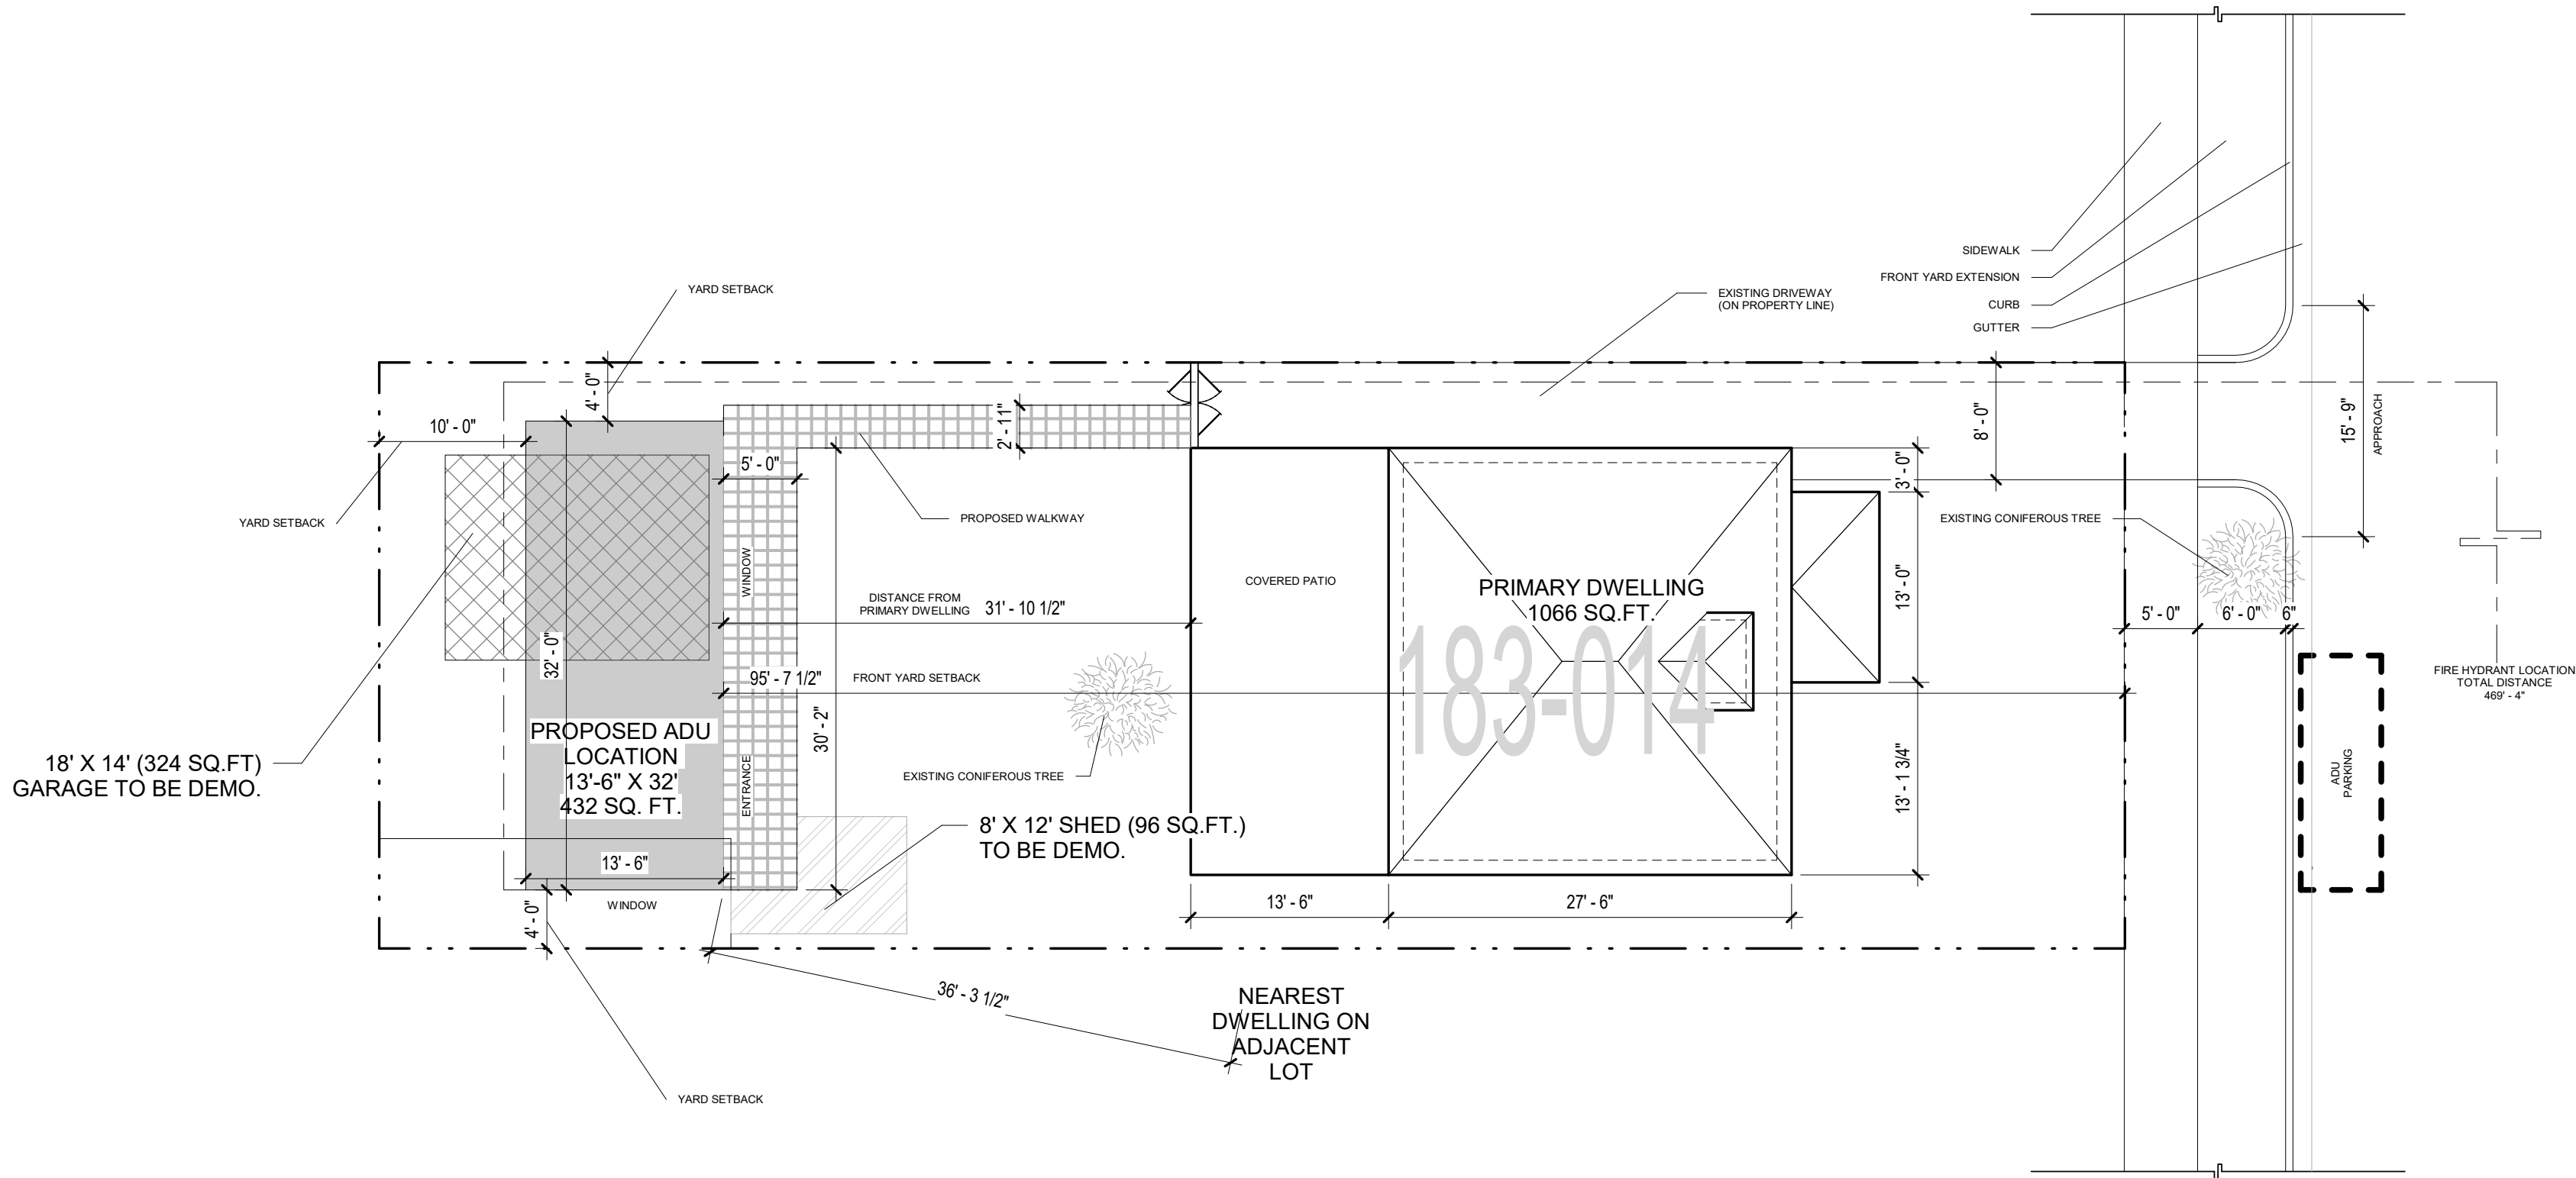 SIDEWALK
FRONT YARD EXTENSION
CURB
GUTTER
YARD SETBACK
EXISTING DRIVEWAY
(ON PROPERTY LINE)
4' - 0"
10' - 0"
2' - 11"
8' - 0"
15' - 9"
APPROACH
5' - 0"
3' - 0"
YARD SETBACK
PROPOSED WALKWAY
EXISTING CONIFEROUS TREE
WINDOW
COVERED PATIO
PRIMARY DWELLING
1066 SQ.FT.
13' - 0"
DISTANCE FROM
PRIMARY DWELLING
31' - 10 1/2"
5' - 0"
6' - 0"
6"
32' - 0"
95' - 7 1/2"
FRONT YARD SETBACK
183-014
FIRE HYDRANT LOCATION
TOTAL DISTANCE
469' - 4"
30' - 2"
PROPOSED ADU
LOCATION
13'-6" X 32'
432 SQ. FT.
18' X 14' (324 SQ.FT)
GARAGE TO BE DEMO.
ENTRANCE
EXISTING CONIFEROUS TREE
13' - 1 3/4"
ADU
PARKING
8' X 12' SHED (96 SQ.FT.)
TO BE DEMO.
13' - 6"
WINDOW
4' - 0"
13' - 6"
27' - 6"
36' - 3 1/2"
NEAREST
DWELLING ON
ADJACENT
LOT
YARD SETBACK